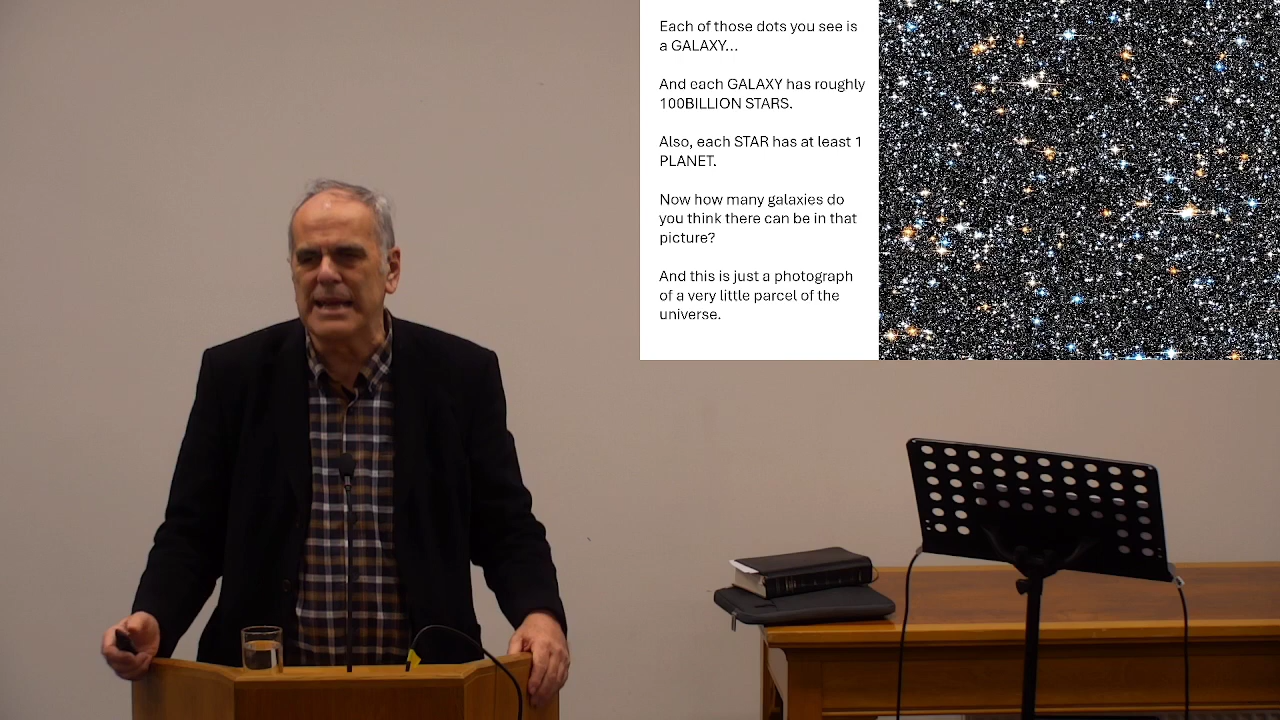 Each of those dots you see is
a GALAXY...
And each GALAXY has roughly
100BILLION STARS.
Also, each STAR has at least 1
PLANET.
Now how many galaxies do
you think there can be in that
picture?
And this is just a photograph
of a very little parcel of the
universe.